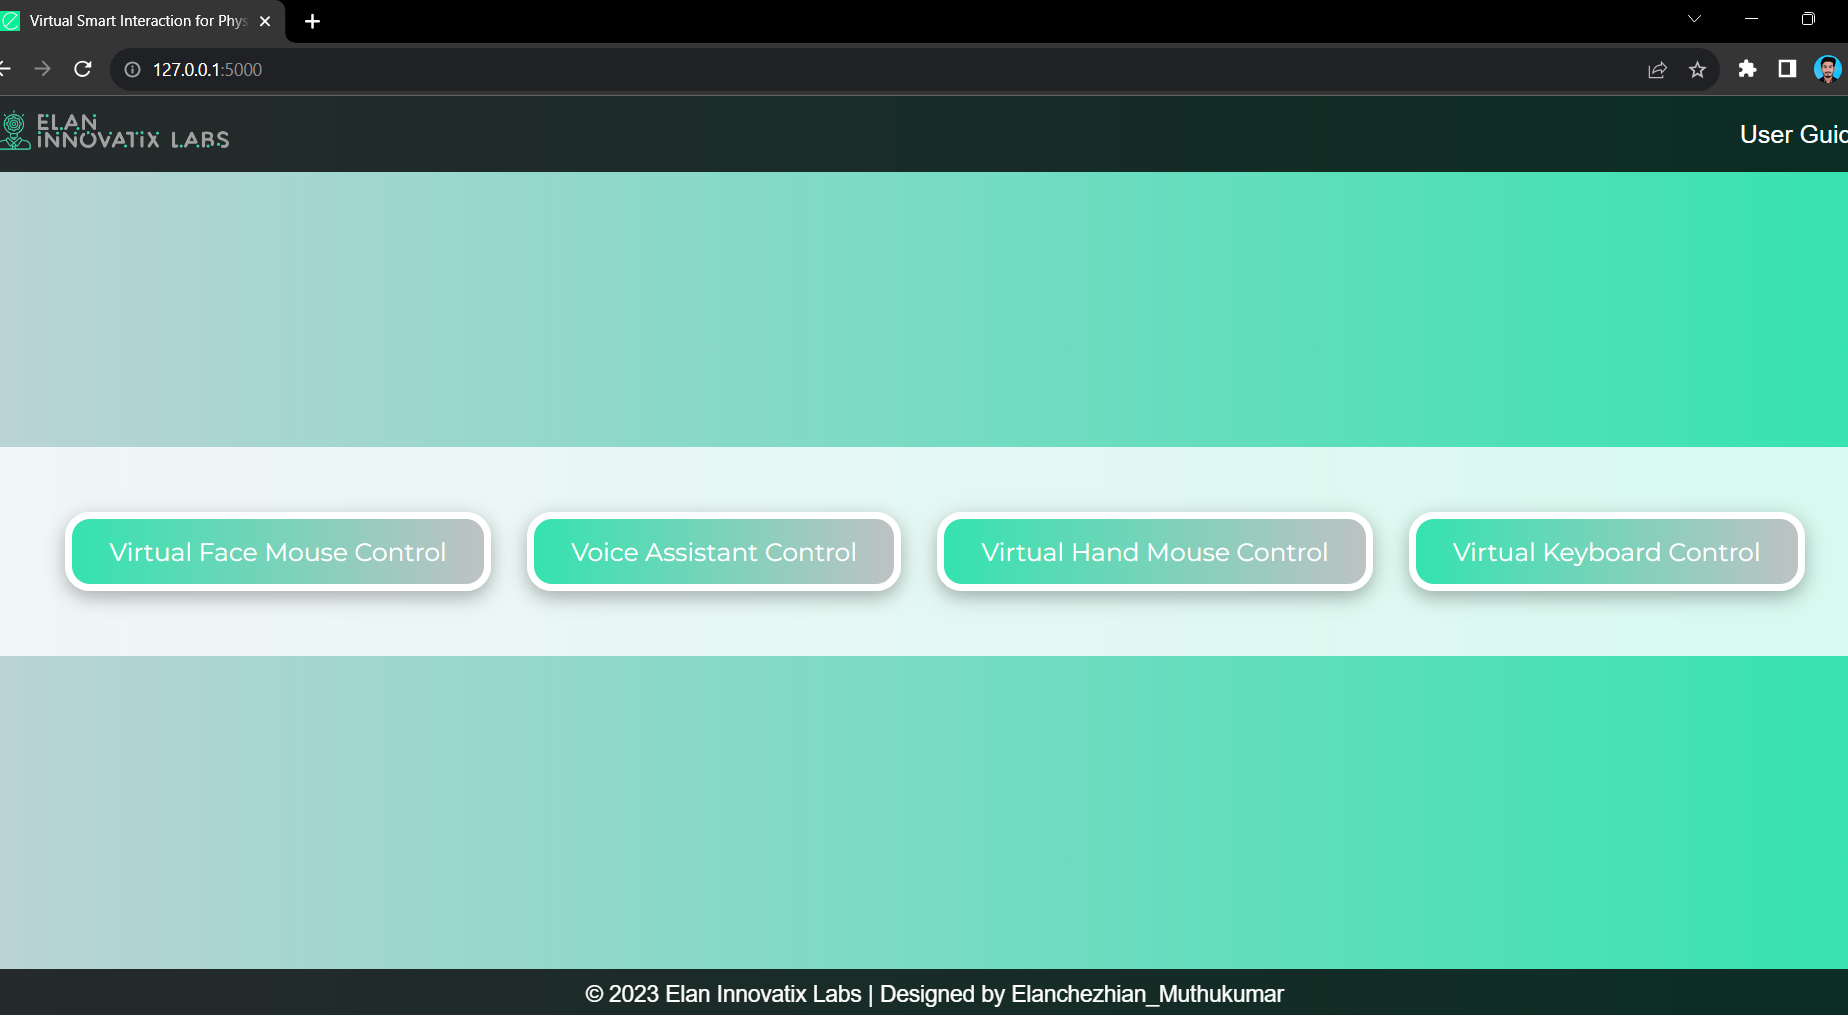 Virtual Smart Interaction for Phys
127.0.0.1:5000
ELAN
INNOVATIX LABS
User Guid
Virtual Face Mouse Control
Voice Assistant Control
Virtual Hand Mouse Control
Virtual Keyboard Control
© 2023 Elan Innovatix Labs | Designed by Elanchezhian_Muthukumar